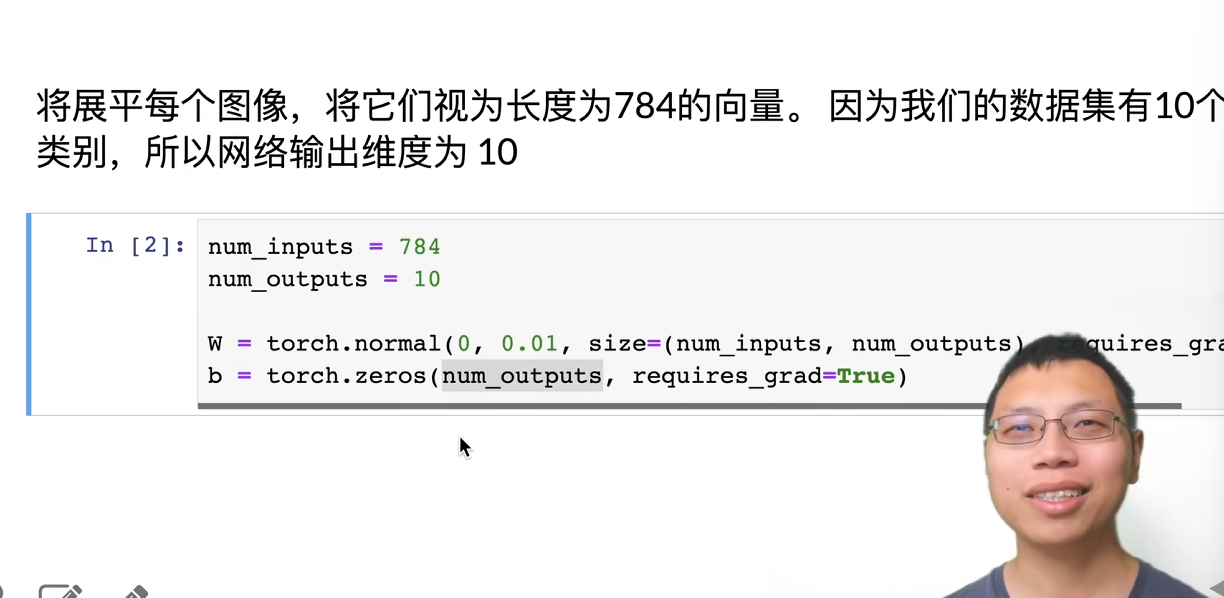 将展平每个图像，将它们视为长度为784的向量。 因为我们的数据集有10个
类别，所以网络输出维度为 10
In [2]:
num_inputs = 784
num_outputs = 10
W = torch.normal(0, 0.01, size=(num_inputs, num_outputs), requires_gra
b = torch.zeros(num_outputs, requires_grad=True)